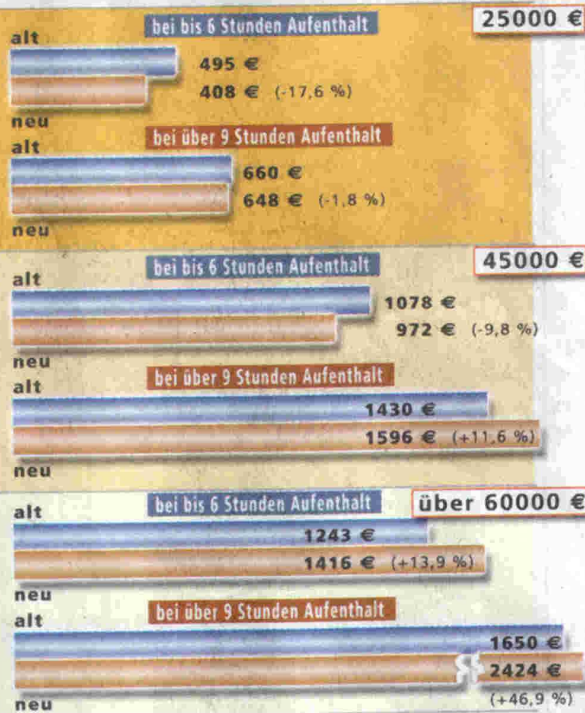 bei bis 6 Stunden Aufenthalt
25000 €
alt
495 €
408 € (-17,6 %)
neu
alt
bei über 9 Stunden Aufenthalt
660 €
648 € (-1,8 %)
neu
bei bis 6 Stunden Aufenthalt
45000 €
alt
1078 €
972 € (-9,8 %)
neu
alt
bei über 9 Stunden Aufenthalt
1430 €
1596 € (+11,6 %)
neu
bei bis 6 Stunden Aufenthalt
über 60000 €
alt
1243 €
1416 € (+13,9 %)
neu
alt
bei über 9 Stunden Aufenthalt
1650 €
2424 €
(+46,9 %)
neu